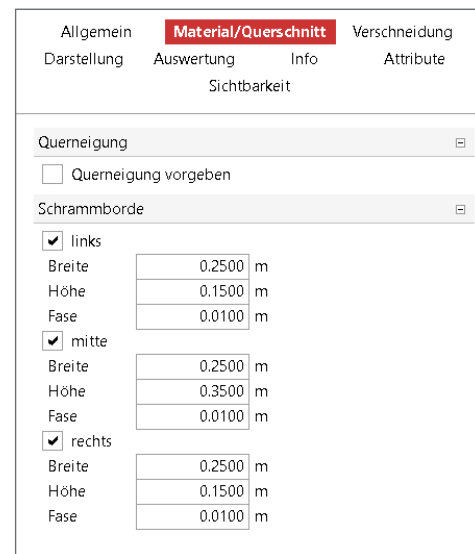 Allgemein Material/Querschnitt Verschneidung
Darstellung Auswertung Info Attribute
Sichtbarkeit
Querneigung
Querneigung vorgeben
Schrammborde
links
Breite 0.2500 m
Höhe 0.1500 m
Fase 0.0100 m
mitte
Breite 0.2500 m
Höhe 0.3500 m
Fase 0.0100 m
rechts
Breite 0.2500 m
Höhe 0.1500 m
Fase 0.0100 m